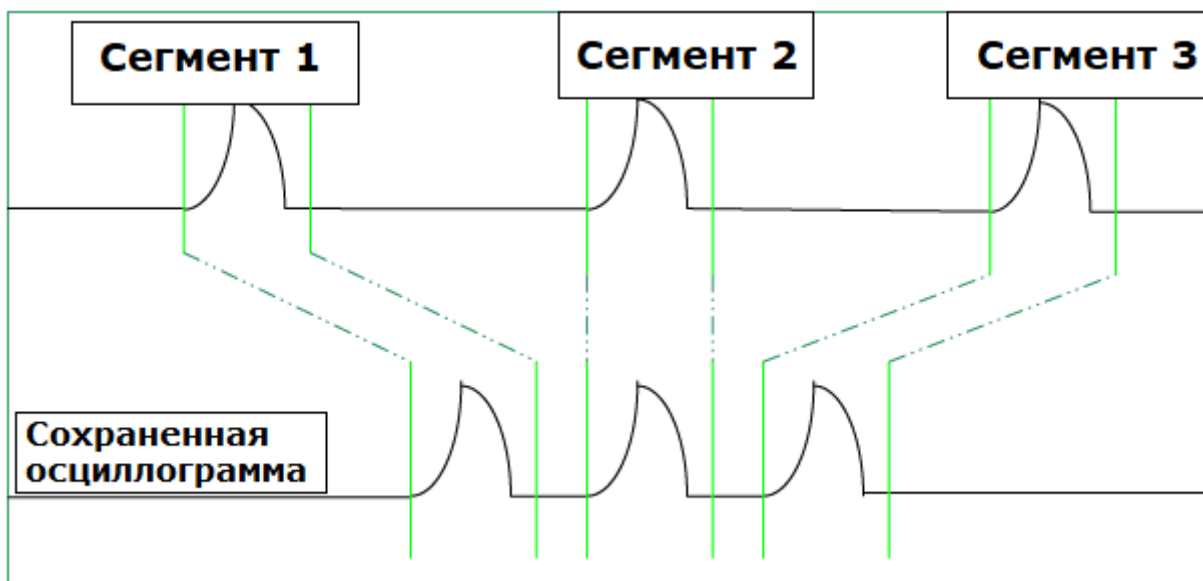 Сегмент 1
Сегмент 2
Сегмент 3
Сохраненная
осциллограмма